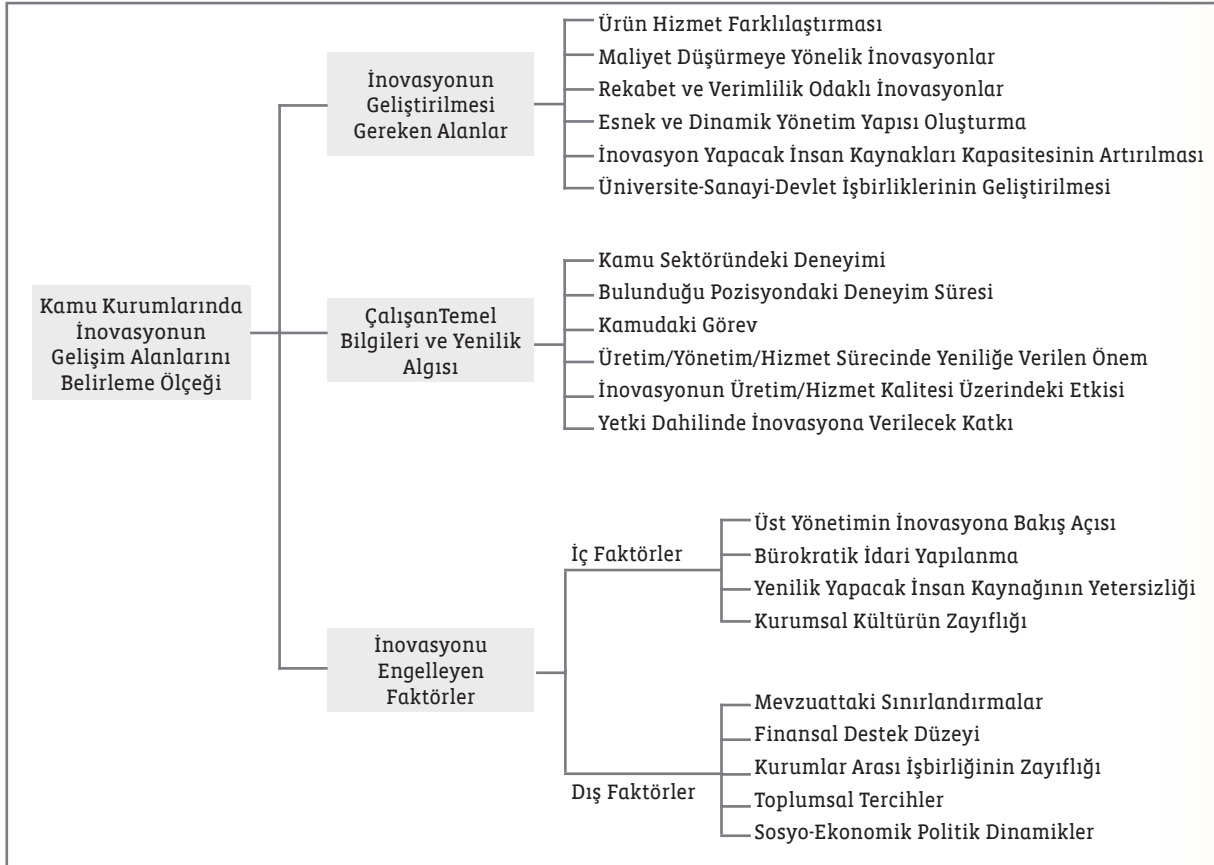 Kamu Kurumlarında
İnovasyonun
Gelişim Alanlarını
Belirleme Ölçeği
İnovasyonun
Geliştirilmesi
Gereken Alanlar
Ürün Hizmet Farklılaştırması
Maliyet Düşürmeye Yönelik İnovasyonlar
Rekabet ve Verimlilik Odaklı İnovasyonlar
Esnek ve Dinamik Yönetim Yapısı Oluşturma
İnovasyon Yapacak İnsan Kaynakları Kapasitesinin Artırılması
Üniversite-Sanayi-Devlet İşbirliklerinin Geliştirilmesi
ÇalışanTemel
Bilgileri ve Yenilik
Algısı
Kamu Sektöründeki Deneyimi
Bulunduğu Pozisyondaki Deneyim Süresi
Kamudaki Görev
Üretim/Yönetim/Hizmet Sürecinde Yeniliğe Verilen Önem
İnovasyonun Üretim/Hizmet Kalitesi Üzerindeki Etkisi
Yetki Dahilinde İnovasyona Verilecek Katkı
İnovasyonu
Engelleyen
Faktörler
İç Faktörler
Üst Yönetimin İnovasyona Bakış Açısı
Bürokratik İdari Yapılanma
Yenilik Yapacak İnsan Kaynağının Yetersizliği
Kurumsal Kültürün Zayıflığı
Dış Faktörler
Mevzuattaki Sınırlandırmalar
Finansal Destek Düzeyi
Kurumlar Arası İşbirliğinin Zayıflığı
Toplumsal Tercihler
Sosyo-Ekonomik Politik Dinamikler